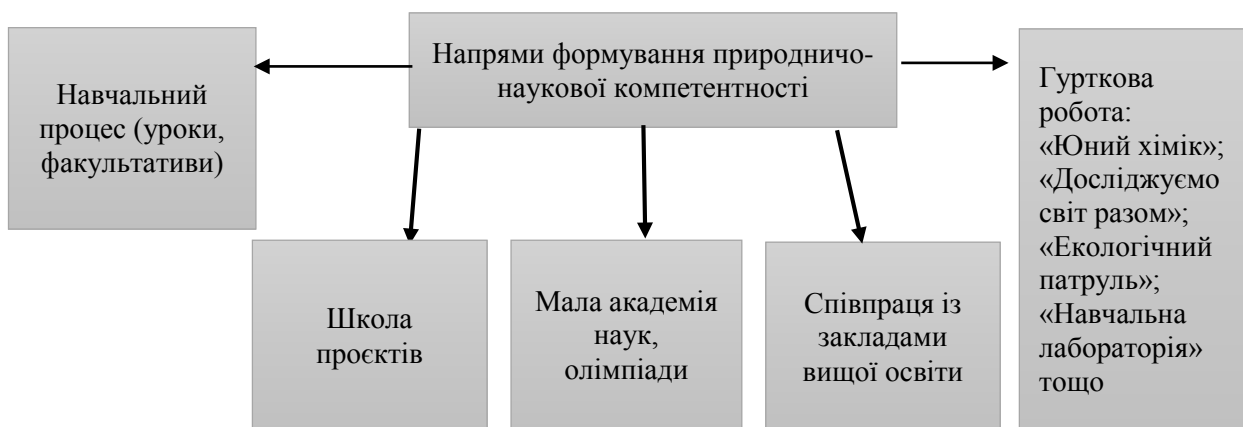 Напрями формування природничо-
наукової компетентності
Навчальний
процес (уроки,
факультативи)
Школа
проєктів
Мала академія
наук,
олімпіади
Співпраця із
закладами
вищої освіти
Гурткова
робота:
«Юний хімік»;
«Досліджуємо
світ разом»;
«Екологічний
патруль»;
«Навчальна
лабораторія»
тощо